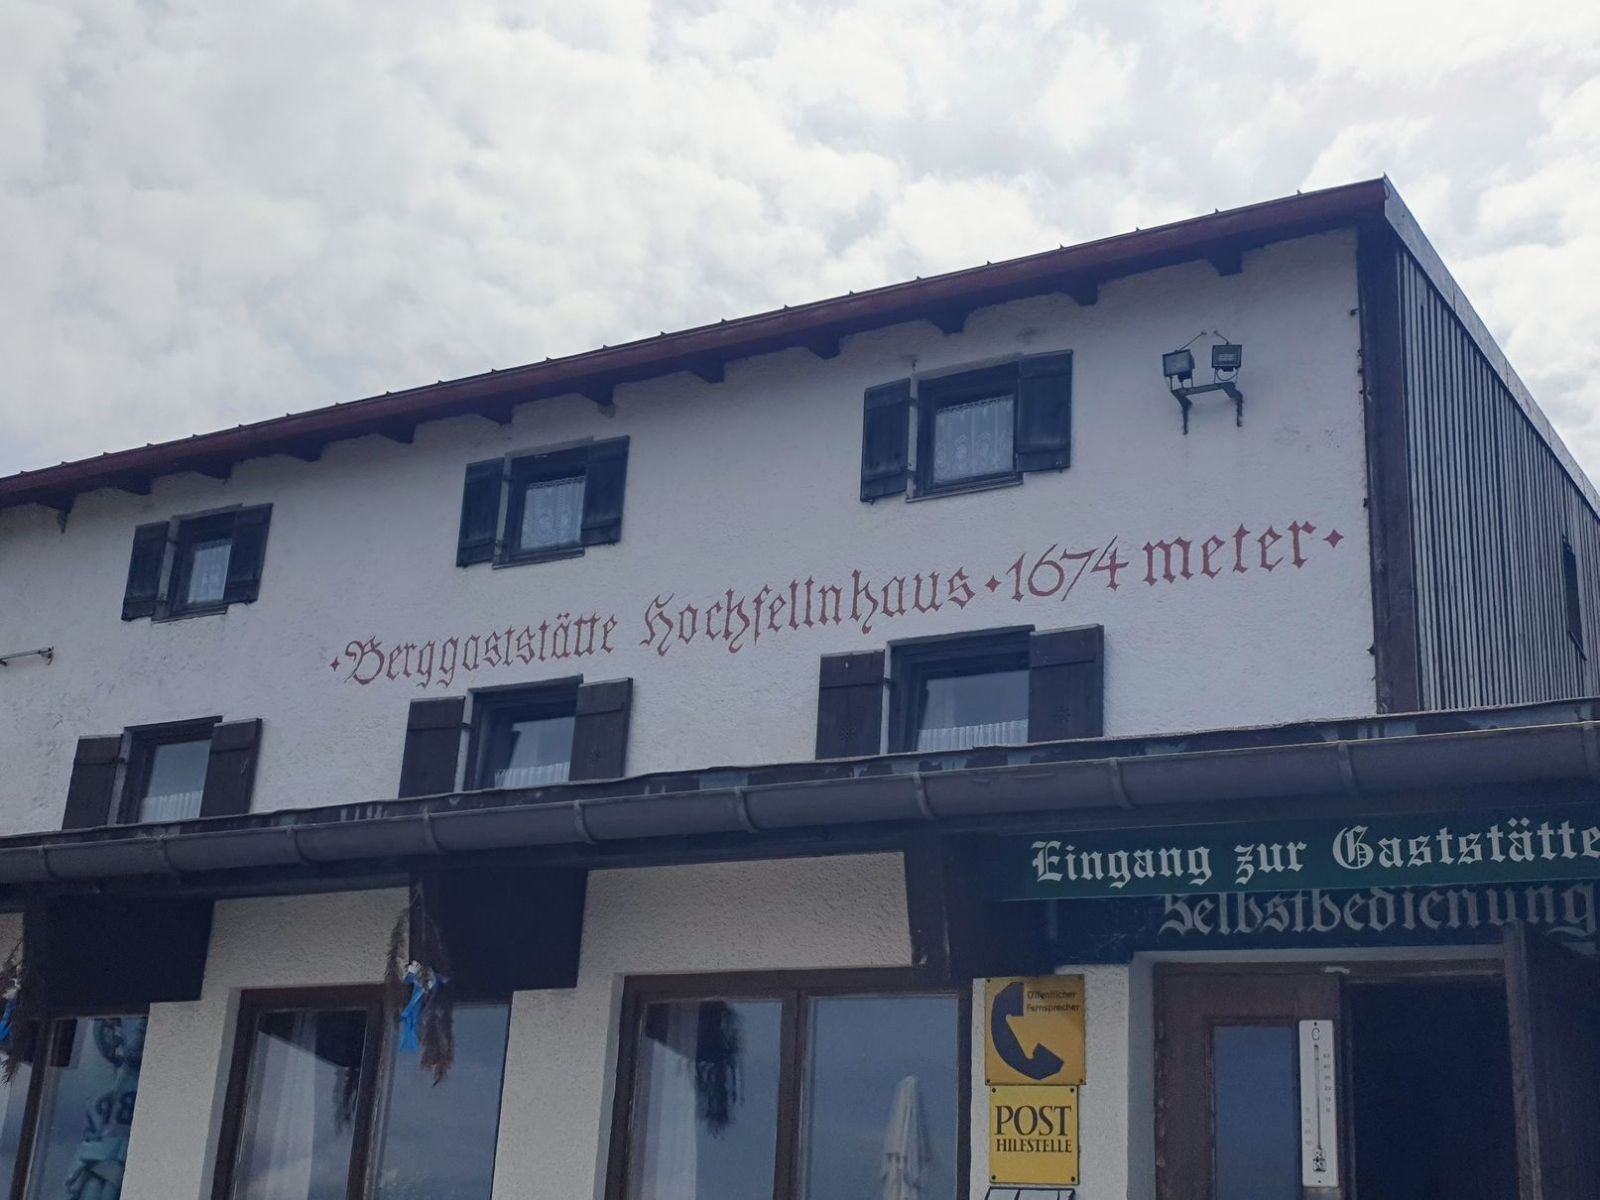 ·Berggaststätte Hochfellnhaus·1674 meter·
Eingang zur Gaststätte
Selbstbedienung
Öffentlicher
Fernsprecher
POST
HILFSTELLE
C